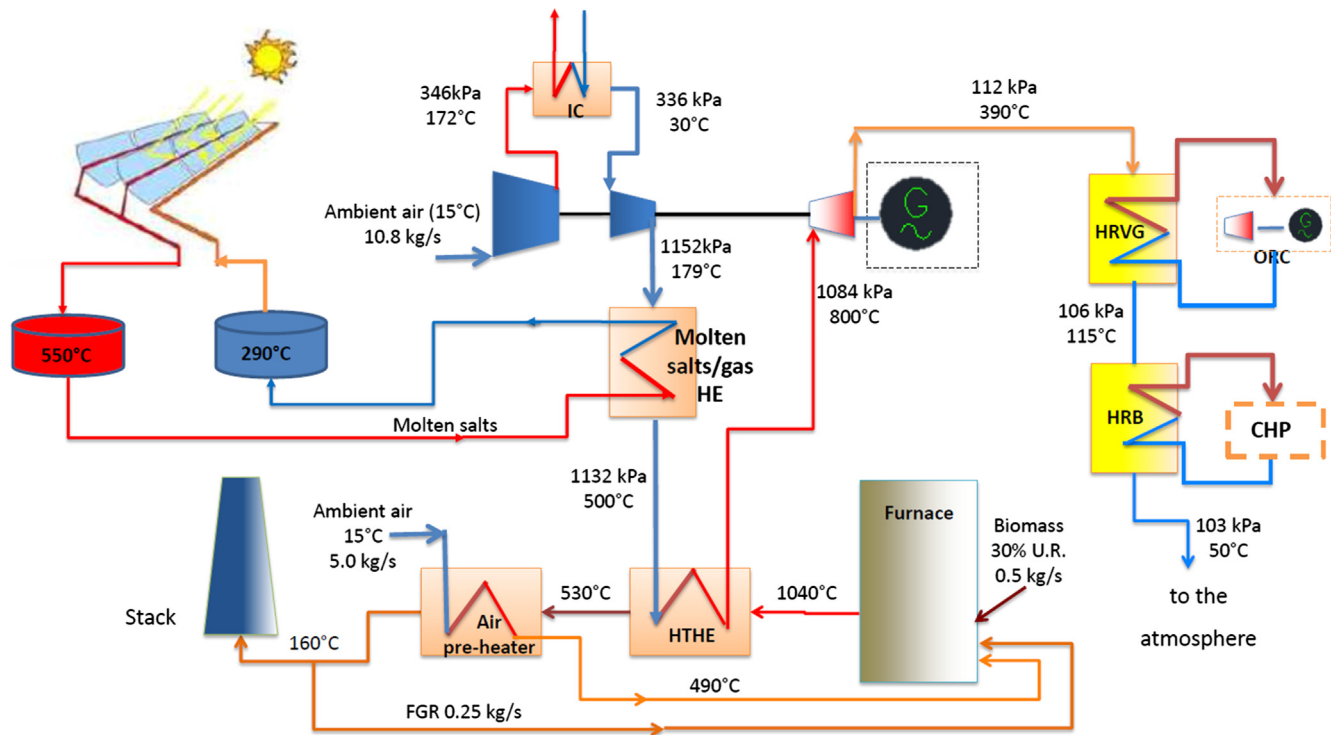 346kPa
172°C
IC
336 kPa
30°C
112 kPa
390°C
Ambient air (15°C)
10.8 kg/s
G
HRVG
ORC
1152kPa
179°C
1084 kPa
800°C
106 kPa
115°C
550°C
290°C
Molten
salts/gas
HE
HRB
CHP
Molten salts
1132 kPa
500°C
Ambient air
15°C
5.0 kg/s
Furnace
Biomass
30% U.R.
0.5 kg/s
103 kPa
50°C
to the
atmosphere
Stack
530°C
1040°C
Air
pre-heater
HTHE
160°C
490°C
FGR 0.25 kg/s